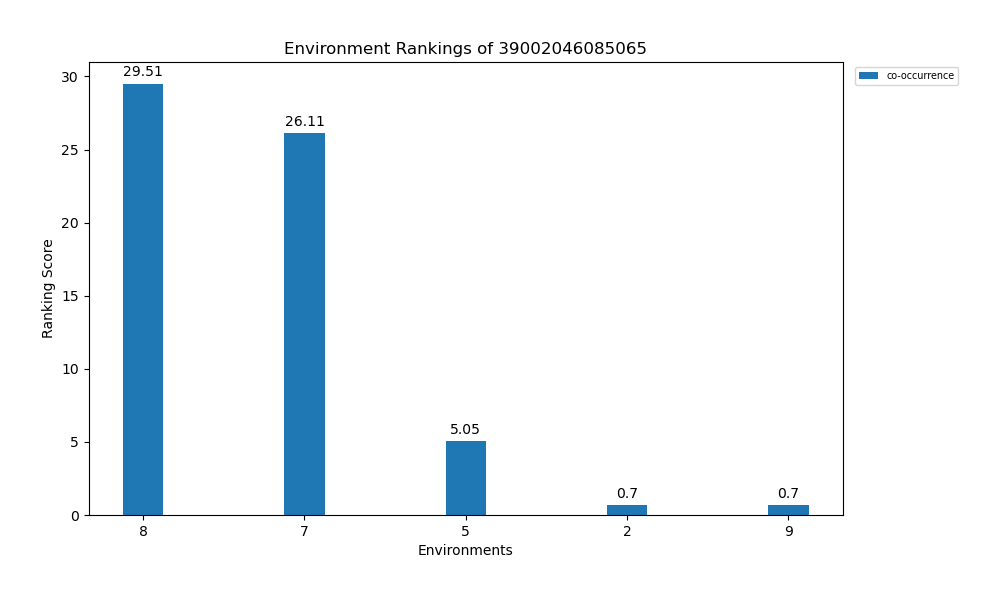 Environment Rankings of 39002046085065
co-occurrence
Ranking Score
30
25
20
15
10
5
0
29.51
26.11
5.05
0.7
0.7
8 7 5 2 9
Environments